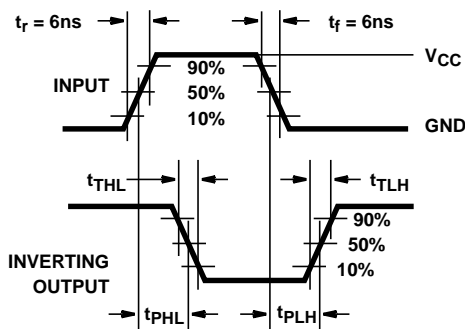 tr = 6ns
tf = 6ns
VCC
INPUT
90%
50%
10%
GND
tTHL
tTLH
90%
50%
10%
INVERTING
OUTPUT
tPHL
tPLH